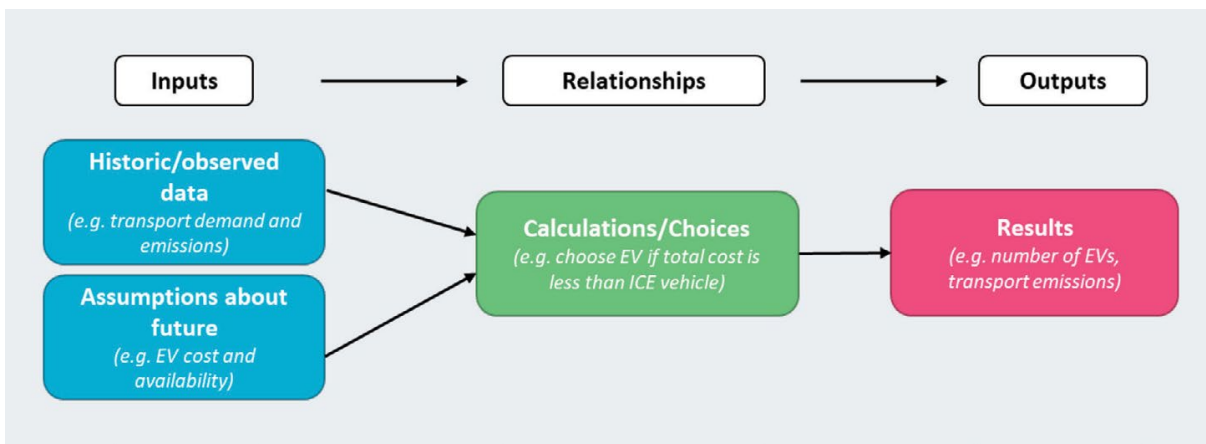 Inputs
Relationships
Outputs
Historic/observed
data
(e.g. transport demand and
emissions)
Assumptions about
future
(e.g. EV cost and
availability)
Calculations/Choices
(e.g. choose EV if total cost is
less than ICE vehicle)
Results
(e.g. number of EVs,
transport emissions)